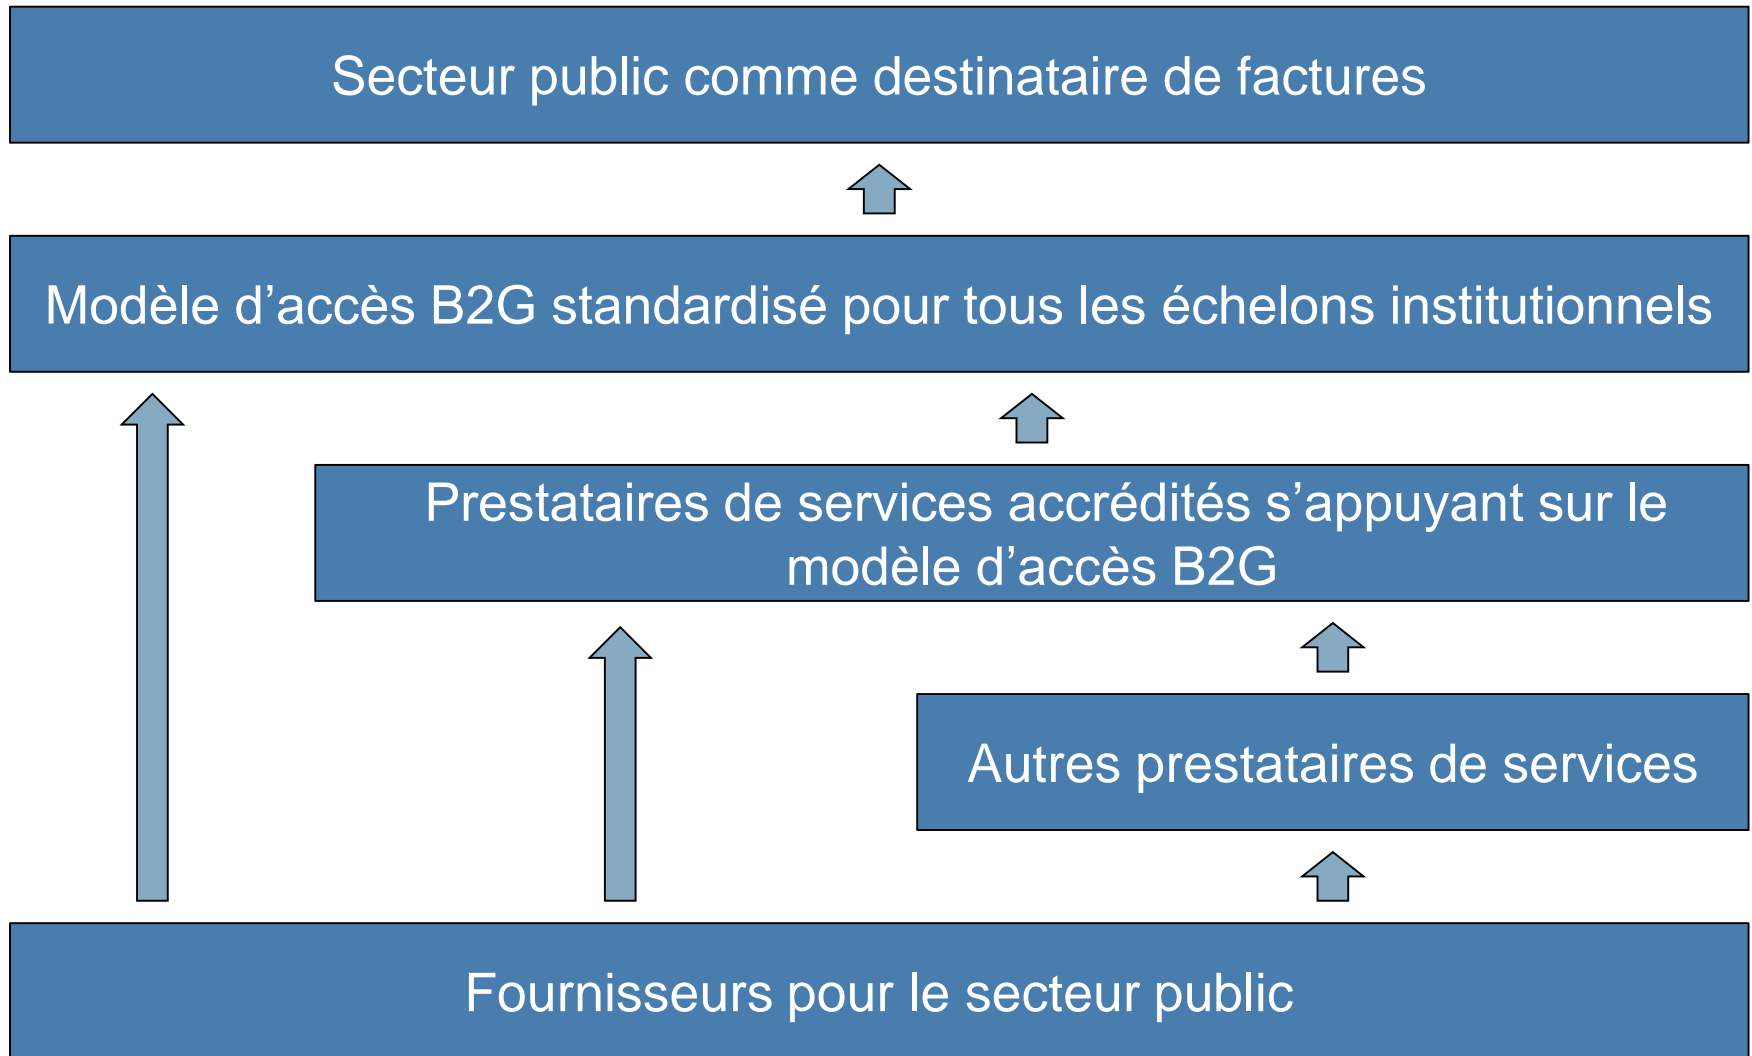 Secteur public comme destinataire de factures
Modèle d’accès B2G standardisé pour tous les échelons institutionnels
Prestataires de services accrédités s’appuyant sur le
modèle d’accès B2G
Autres prestataires de services
Fournisseurs pour le secteur public